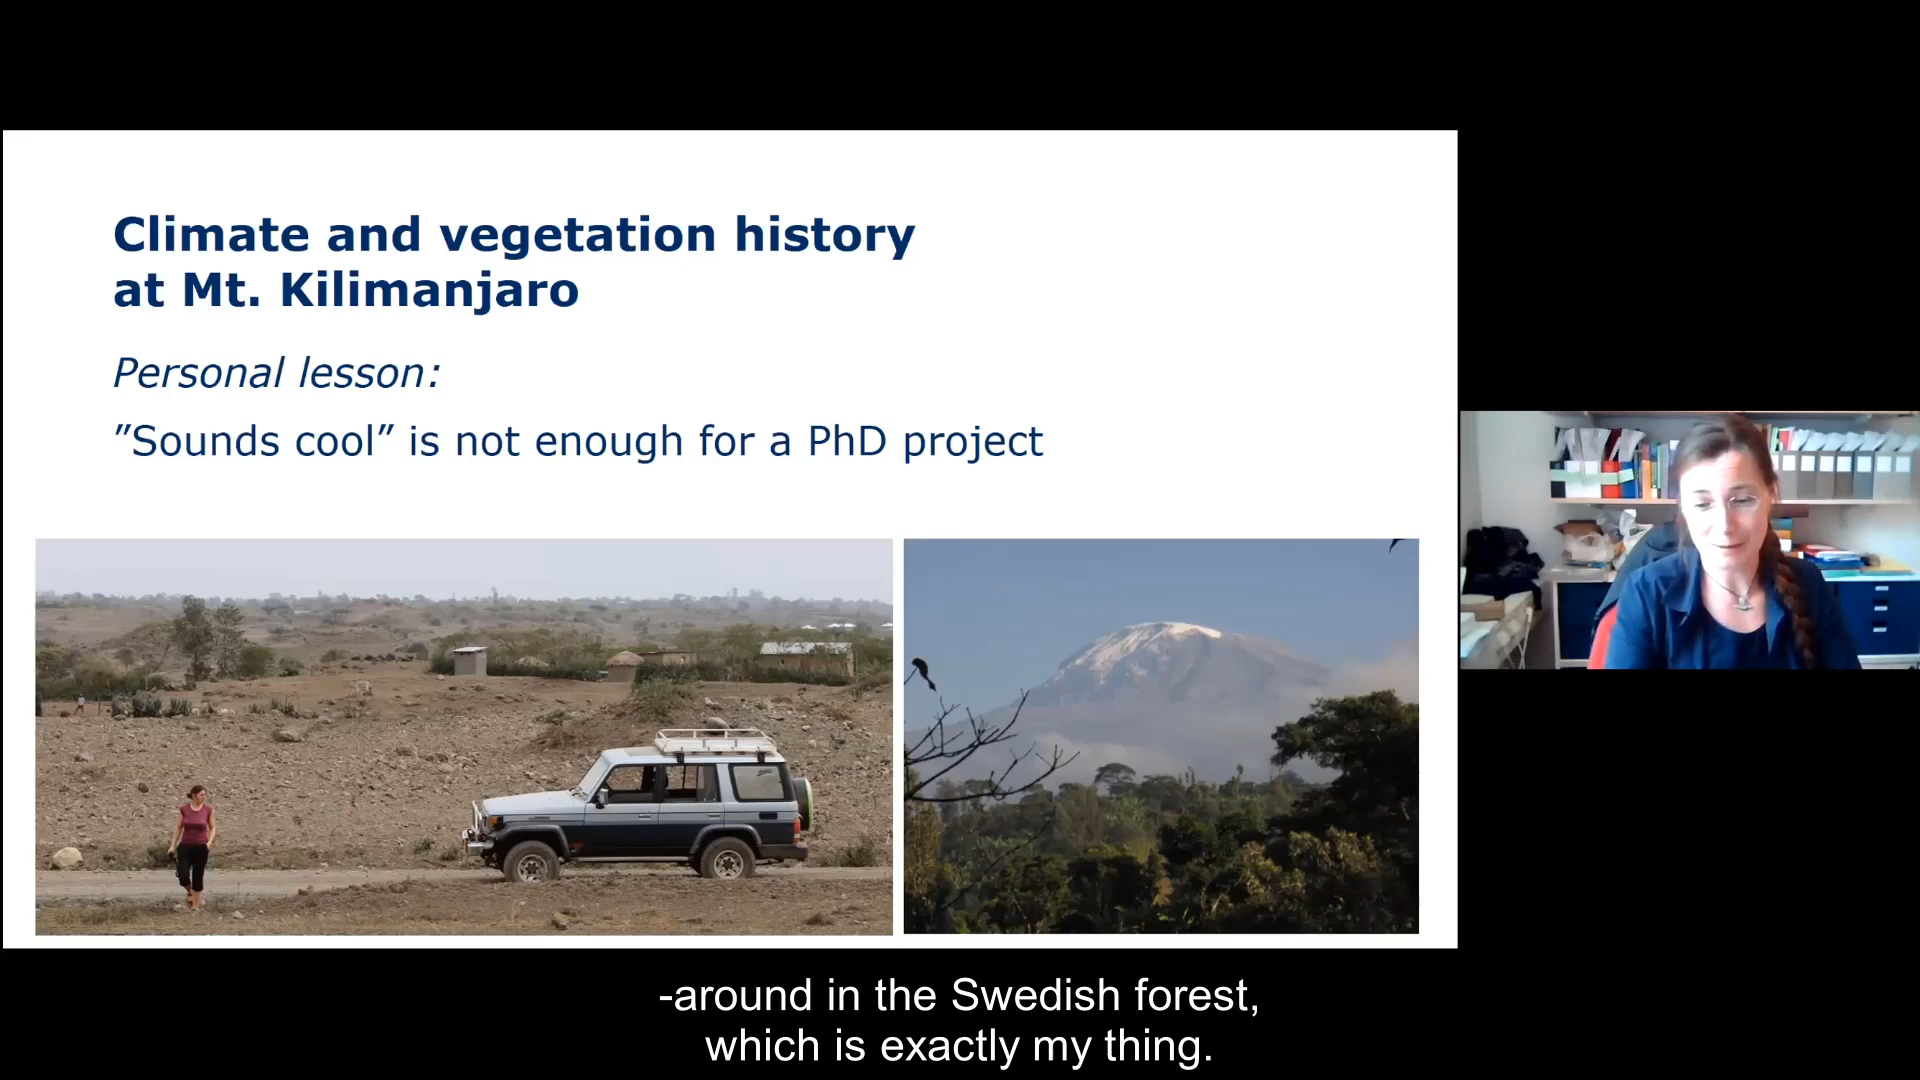 Climate and vegetation history
at Mt. Kilimanjaro
Personal lesson:
”Sounds cool” is not enough for a PhD project
-around in the Swedish forest,
which is exactly my thing.